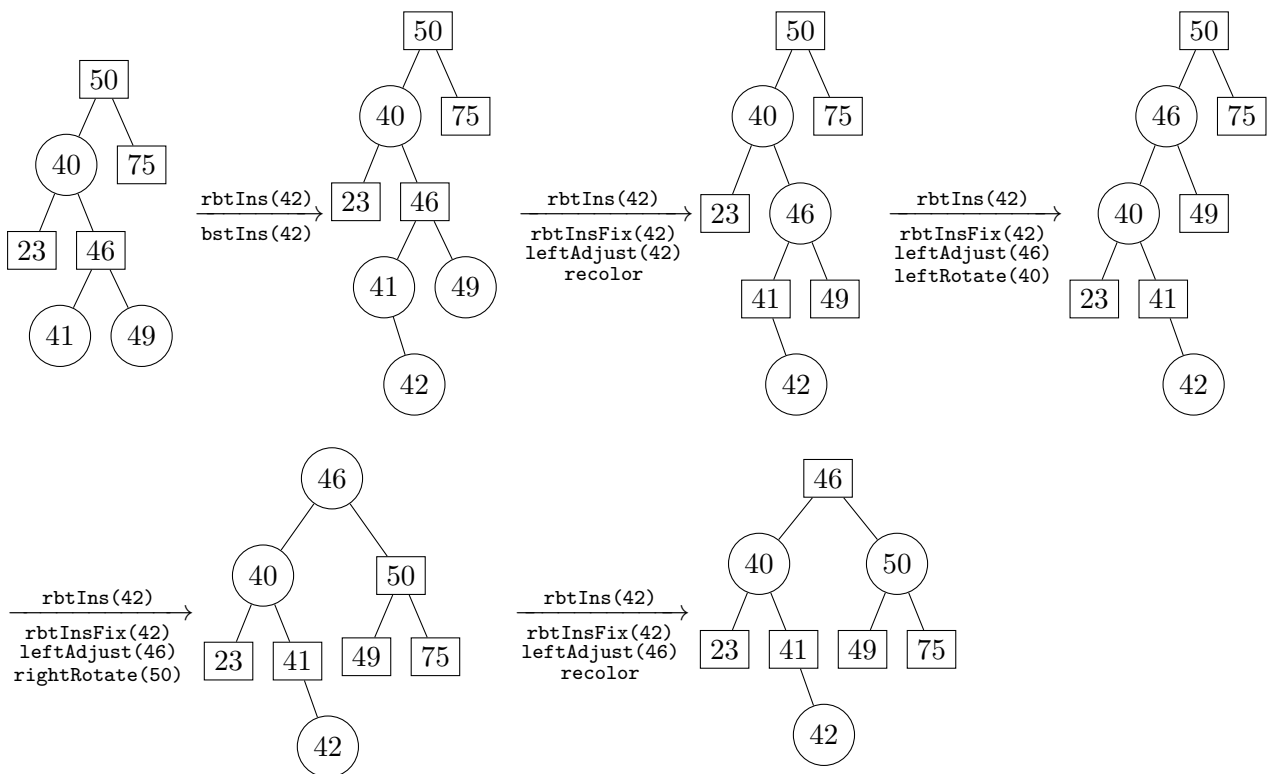 50
40
75
23
46
41
49
rbtIns(42)
bstIns(42)
50
40
75
23
46
41
49
42
rbtIns(42)
rbtInsFix(42)
leftAdjust(42)
recolor
50
40
75
23
46
41
49
42
rbtIns(42)
rbtInsFix(42)
leftAdjust(46)
leftRotate(40)
50
46
75
40
49
23
41
42
rbtIns(42)
rbtInsFix(42)
leftAdjust(46)
rightRotate(50)
46
40
50
23
41
49
75
42
rbtIns(42)
rbtInsFix(42)
leftAdjust(46)
recolor
46
40
50
23
41
49
75
42